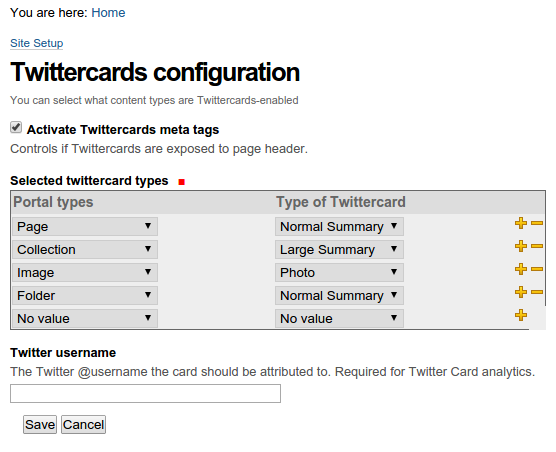 You are here: Home
Site Setup
Twittercards configuration
You can select what content types are Twittercards-enabled
Activate Twittercards meta tags
Controls if Twittercards are exposed to page header.
Selected twittercard types
Portal types Type of Twittercard
Page Normal Summary
Collection Large Summary
Image Photo
Folder Normal Summary
No value No value
Twitter username
The Twitter @username the card should be attributed to. Required for Twitter Card analytics.
Save Cancel